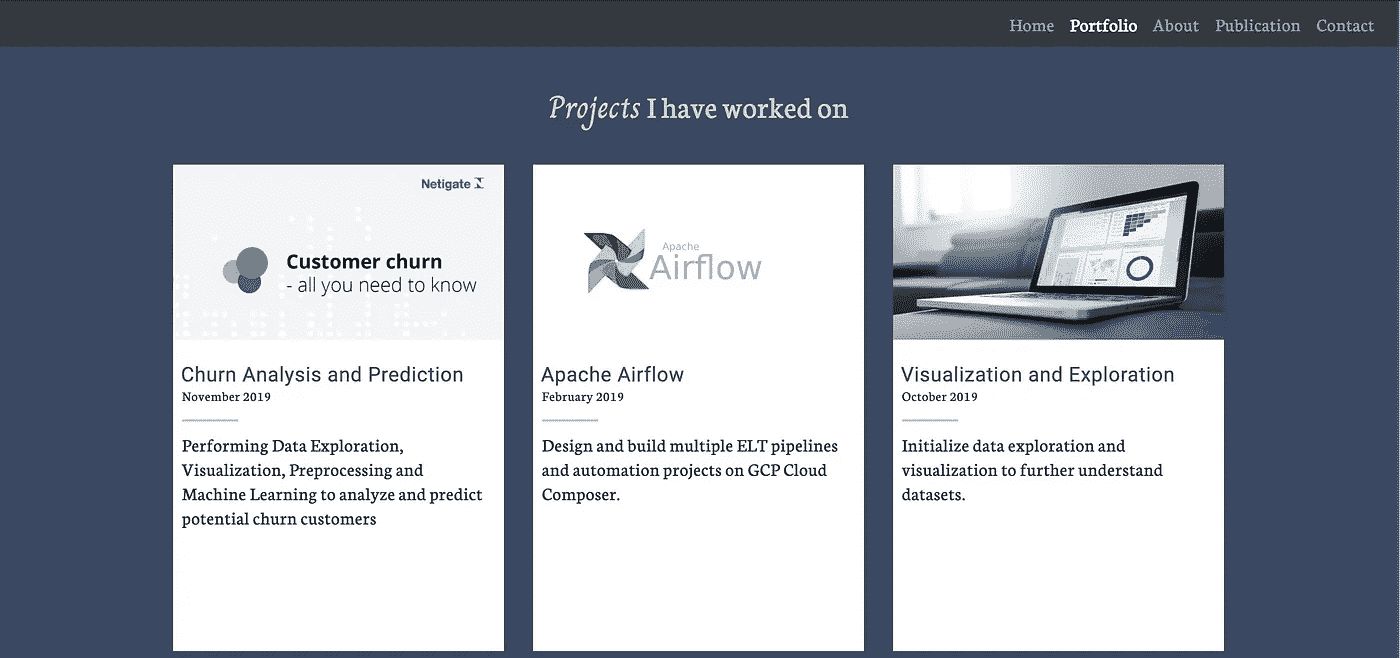 Home Portfolio About Publication Contact
Projects I have worked on
Netigate
Customer churn
- all you need to know
Churn Analysis and Prediction
November 2019
Performing Data Exploration,
Visualization, Preprocessing and
Machine Learning to analyze and predict
potential churn customers
Apache
Airflow
Apache Airflow
February 2019
Design and build multiple ELT pipelines
and automation projects on GCP Cloud
Composer.
Visualization and Exploration
October 2019
Initialize data exploration and
visualization to further understand
datasets.